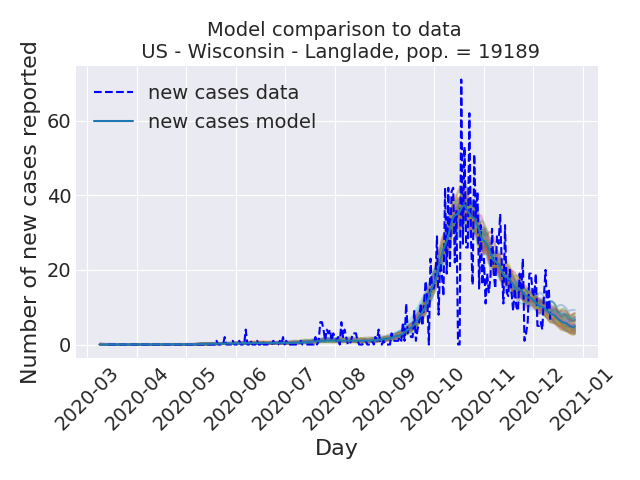 Model comparison to data
US - Wisconsin - Langlade, pop. = 19189
Number of new cases reported
new cases data
new cases model
60
40
20
0
2020-03
2020-04
2020-05
2020-06
2020-07
2020-08
2020-09
2020-10
2020-11
2020-12
2021-01
Day